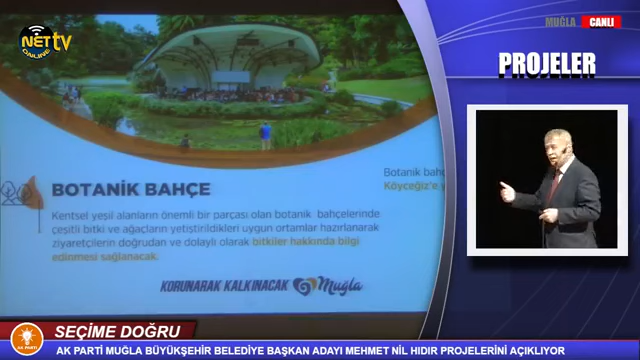 NET tv
ONLINE
MUĞLA CANLI
PROJELER
BOTANİK BAHÇE
Kentsel yeşil alanların önemli bir parçası olan botanik bahçelerinde
çeşitli bitki ve ağaçların yetiştirildikleri uygun ortamlar hazırlanarak
ziyaretçilerin doğrudan ve dolaylı olarak bitkiler hakkında bilgi
edinmesi sağlanacak.
Botanik bahç
Köyceğiz'e y
KORUNARAK KALKINACAK Muğla
AK PARTİ
SEÇİME DOĞRU
AK PARTİ MUĞLA BÜYÜKŞEHİR BELEDİYE BAŞKAN ADAYI MEHMET NİL HIDIR PROJELERİNİ AÇIKLIYOR